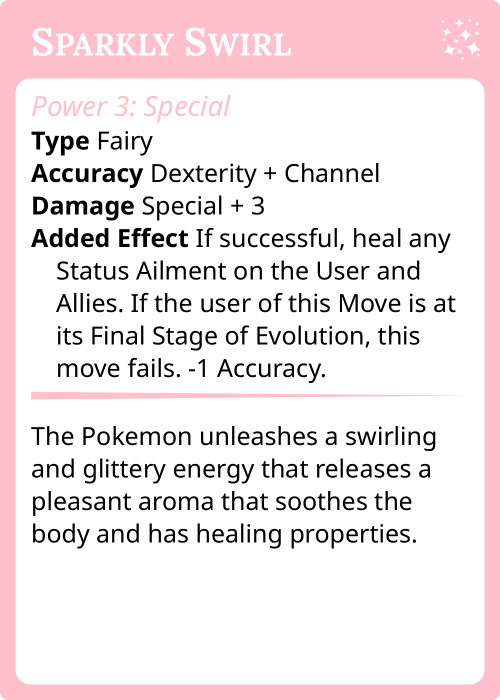 Sparkly Swirl
Power 3: Special
Type Fairy
Accuracy Dexterity + Channel
Damage Special + 3
Added Effect If successful, heal any
Status Ailment on the User and
Allies. If the user of this Move is at
its Final Stage of Evolution, this
move fails. -1 Accuracy.
The Pokemon unleashes a swirling
and glittery energy that releases a
pleasant aroma that soothes the
body and has healing properties.